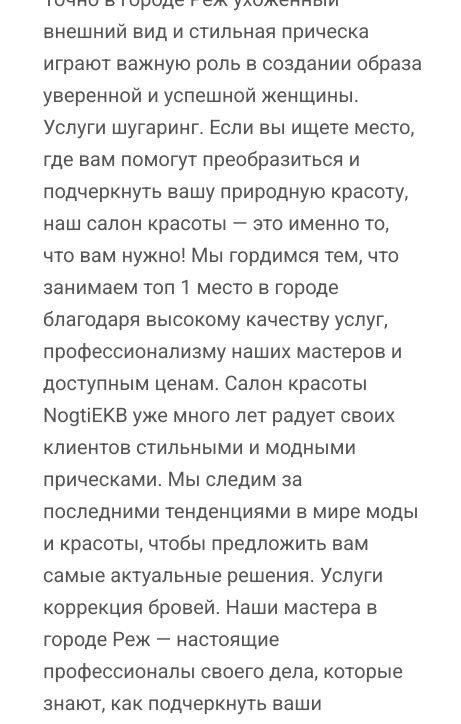 Точно в городе Реж ухоженный
внешний вид и стильная прическа
играют важную роль в создании образа
уверенной и успешной женщины.
Услуги шугаринг. Если вы ищете место,
где вам помогут преобразиться и
подчеркнуть вашу природную красоту,
наш салон красоты — это именно то,
что вам нужно! Мы гордимся тем, что
занимаем топ 1 место в городе
благодаря высокому качеству услуг,
профессионализму наших мастеров и
доступным ценам. Салон красоты
NogtiEKB уже много лет радует своих
клиентов стильными и модными
прическами. Мы следим за
последними тенденциями в мире моды
и красоты, чтобы предложить вам
самые актуальные решения. Услуги
коррекция бровей. Наши мастера в
городе Реж — настоящие
профессионалы своего дела, которые
знают, как подчеркнуть ваши